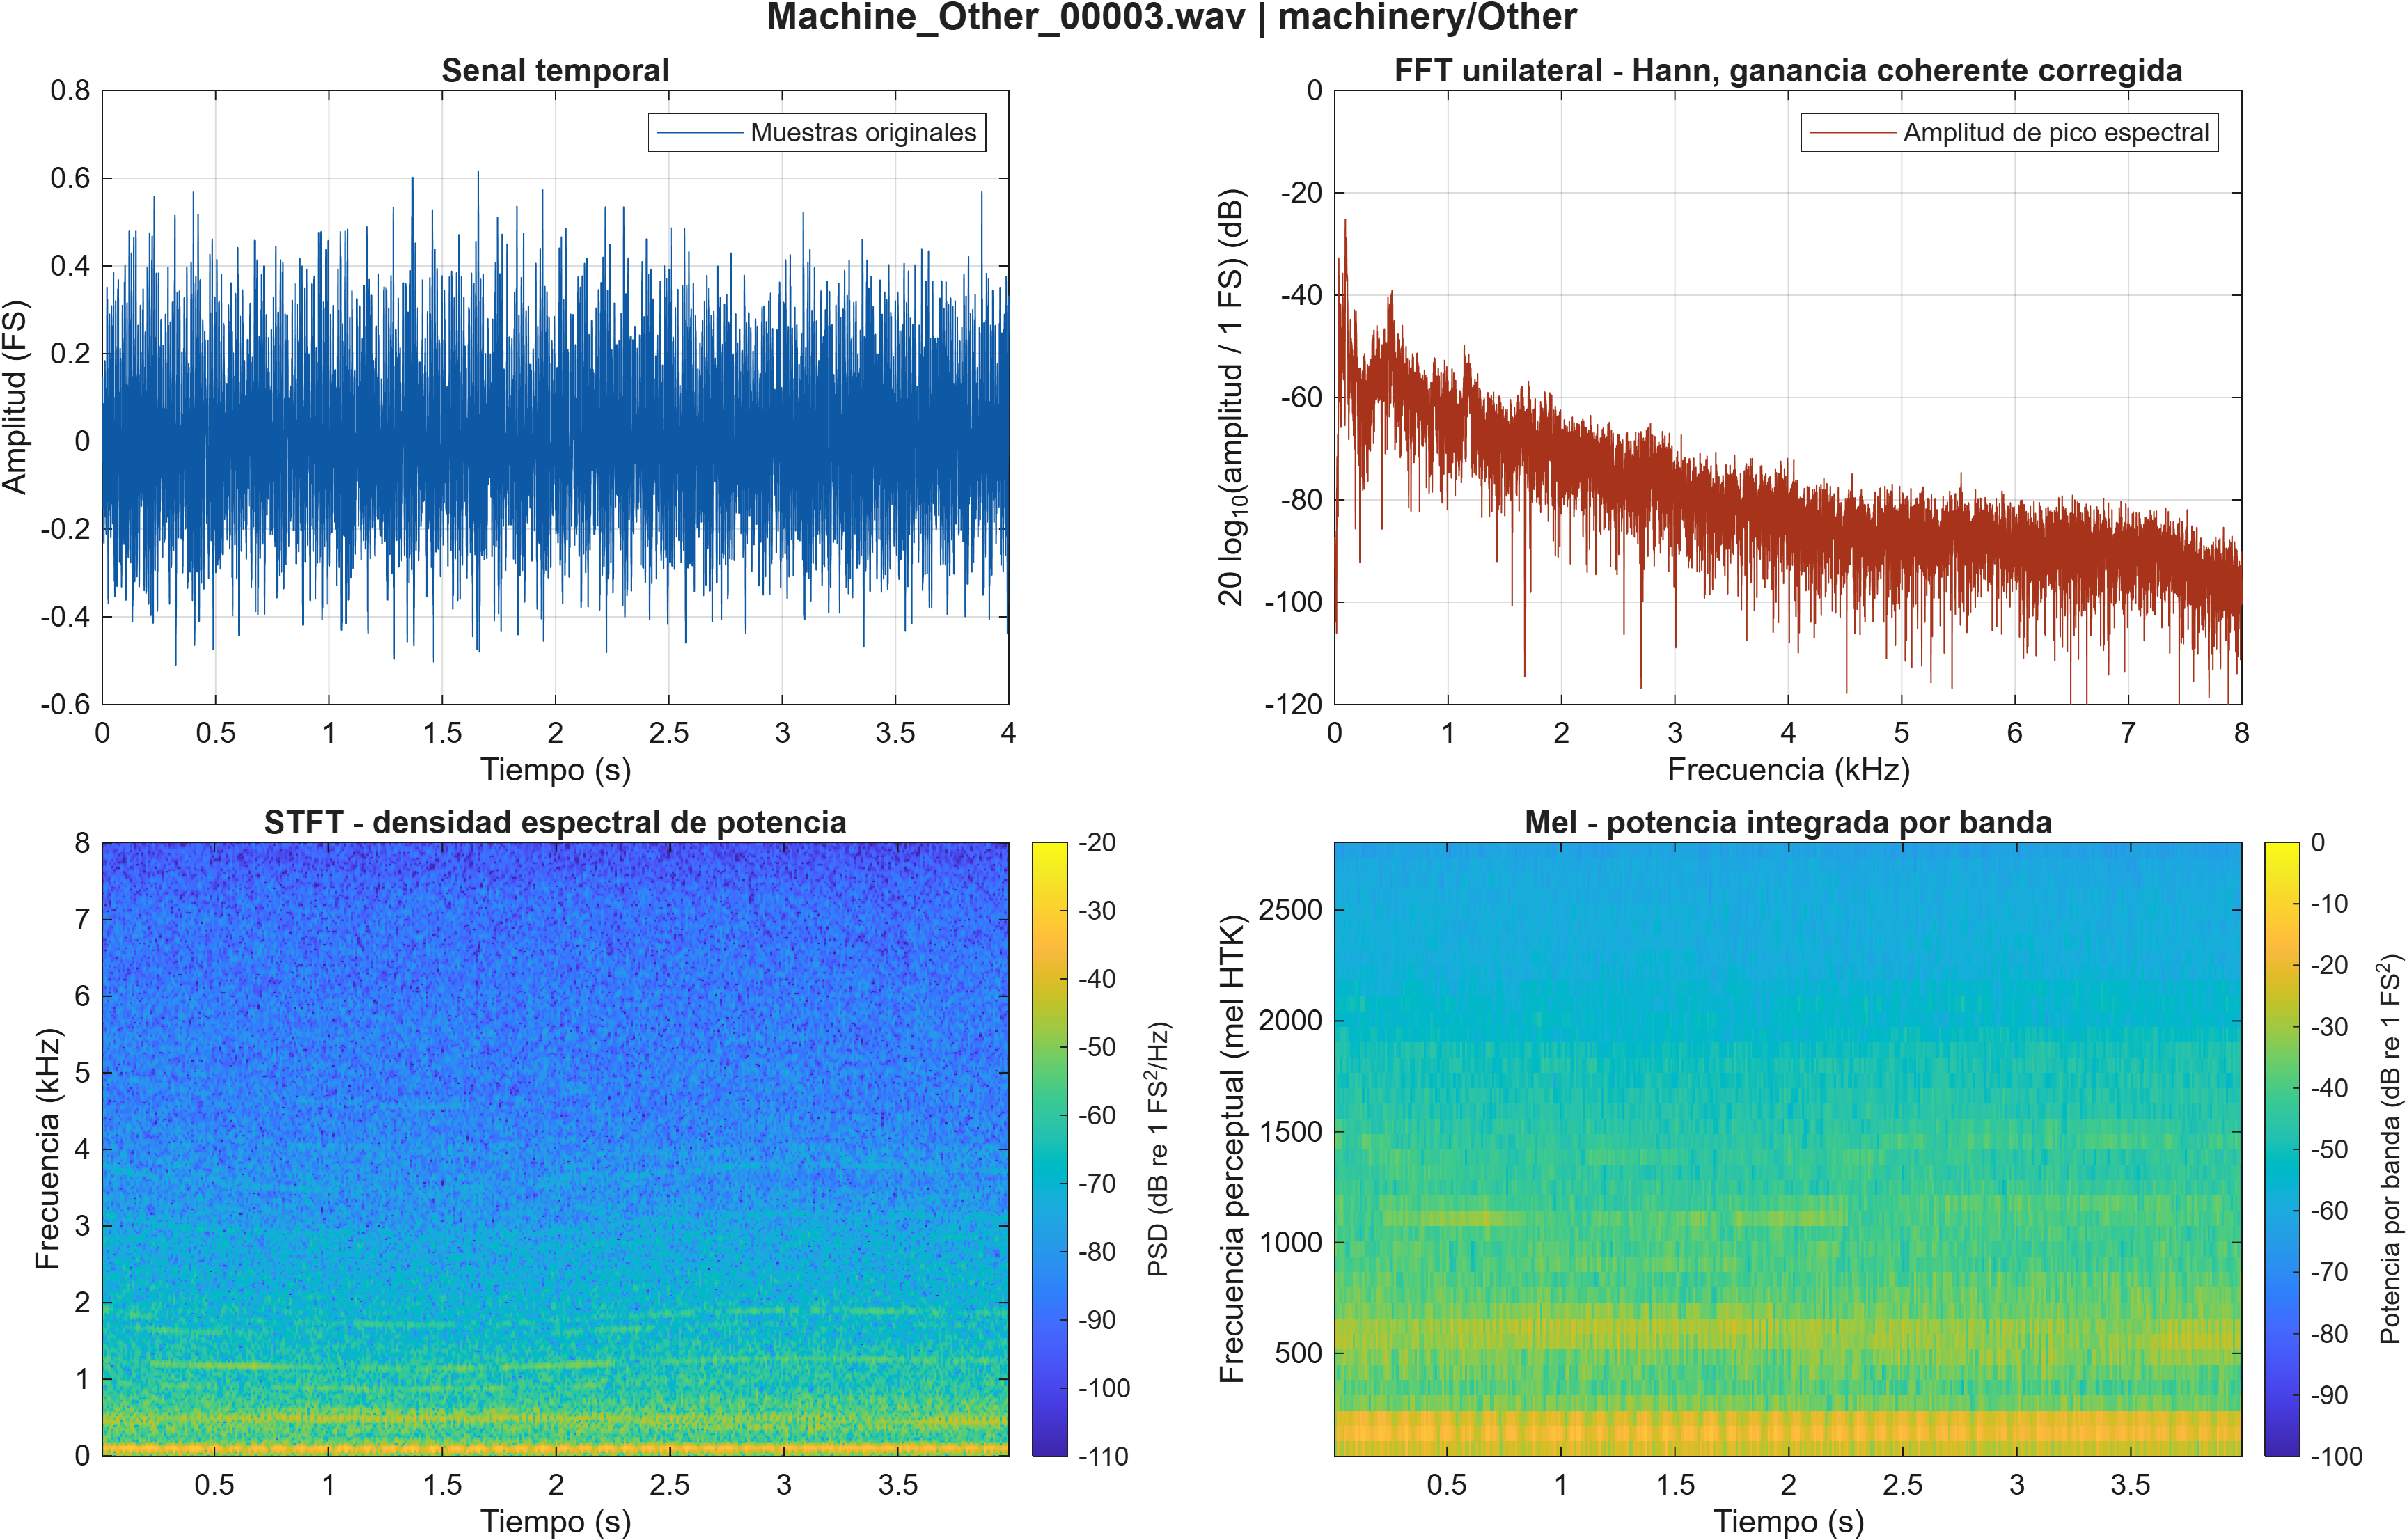 Machine_Other_00003.wav | machinery/Other
Senal temporal
Muestras originales
Amplitud (FS)
0.8
0.6
0.4
0.2
0
-0.2
-0.4
-0.6
0 0.5 1 1.5 2 2.5 3 3.5 4
Tiempo (s)
FFT unilateral - Hann, ganancia coherente corregida
Amplitud de pico espectral
20 log10(amplitud / 1 FS) (dB)
0
-20
-40
-60
-80
-100
-120
0 1 2 3 4 5 6 7 8
Frecuencia (kHz)
STFT - densidad espectral de potencia
Frecuencia (kHz)
8
7
6
5
4
3
2
1
0
0.5 1 1.5 2 2.5 3 3.5
Tiempo (s)
-20
-30
-40
-50
-60
-70
-80
-90
-100
-110
PSD (dB re 1 FS²/Hz)
Mel - potencia integrada por banda
Frecuencia perceptual (mel HTK)
2500
2000
1500
1000
500
0.5 1 1.5 2 2.5 3 3.5
Tiempo (s)
0
-10
-20
-30
-40
-50
-60
-70
-80
-90
-100
Potencia por banda (dB re 1 FS²)